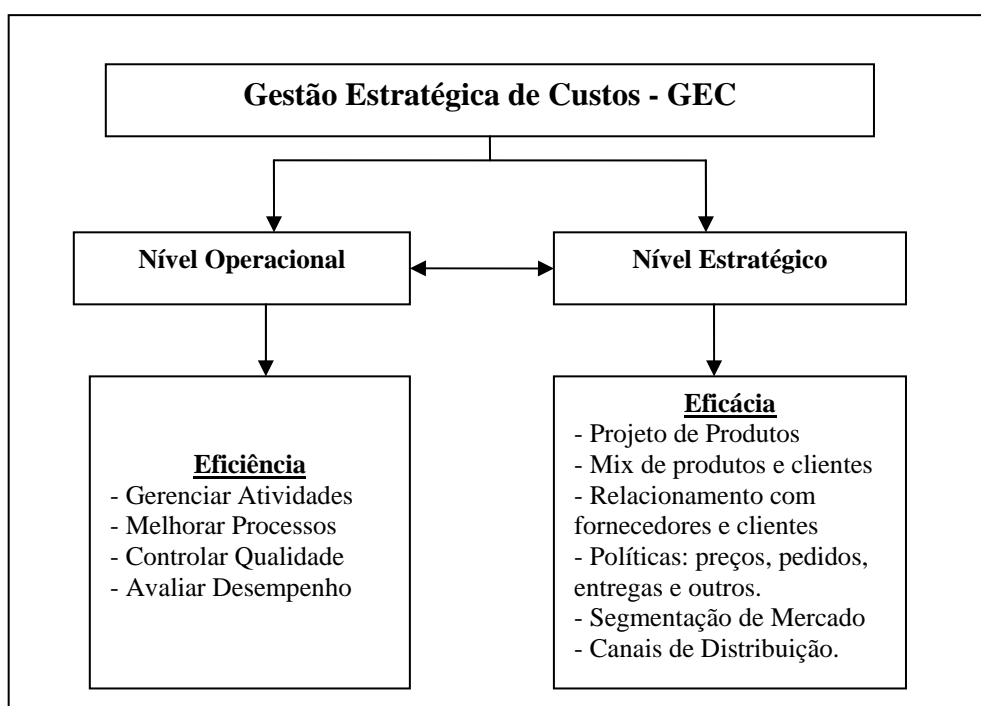 Gestão Estratégica de Custos - GEC
Nível Operacional
Nível Estratégico
Eficiência
- Gerenciar Atividades
- Melhorar Processos
- Controlar Qualidade
- Avaliar Desempenho
Eficácia
- Projeto de Produtos
- Mix de produtos e clientes
- Relacionamento com
fornecedores e clientes
- Políticas: preços, pedidos,
entregas e outros.
- Segmentação de Mercado
- Canais de Distribuição.